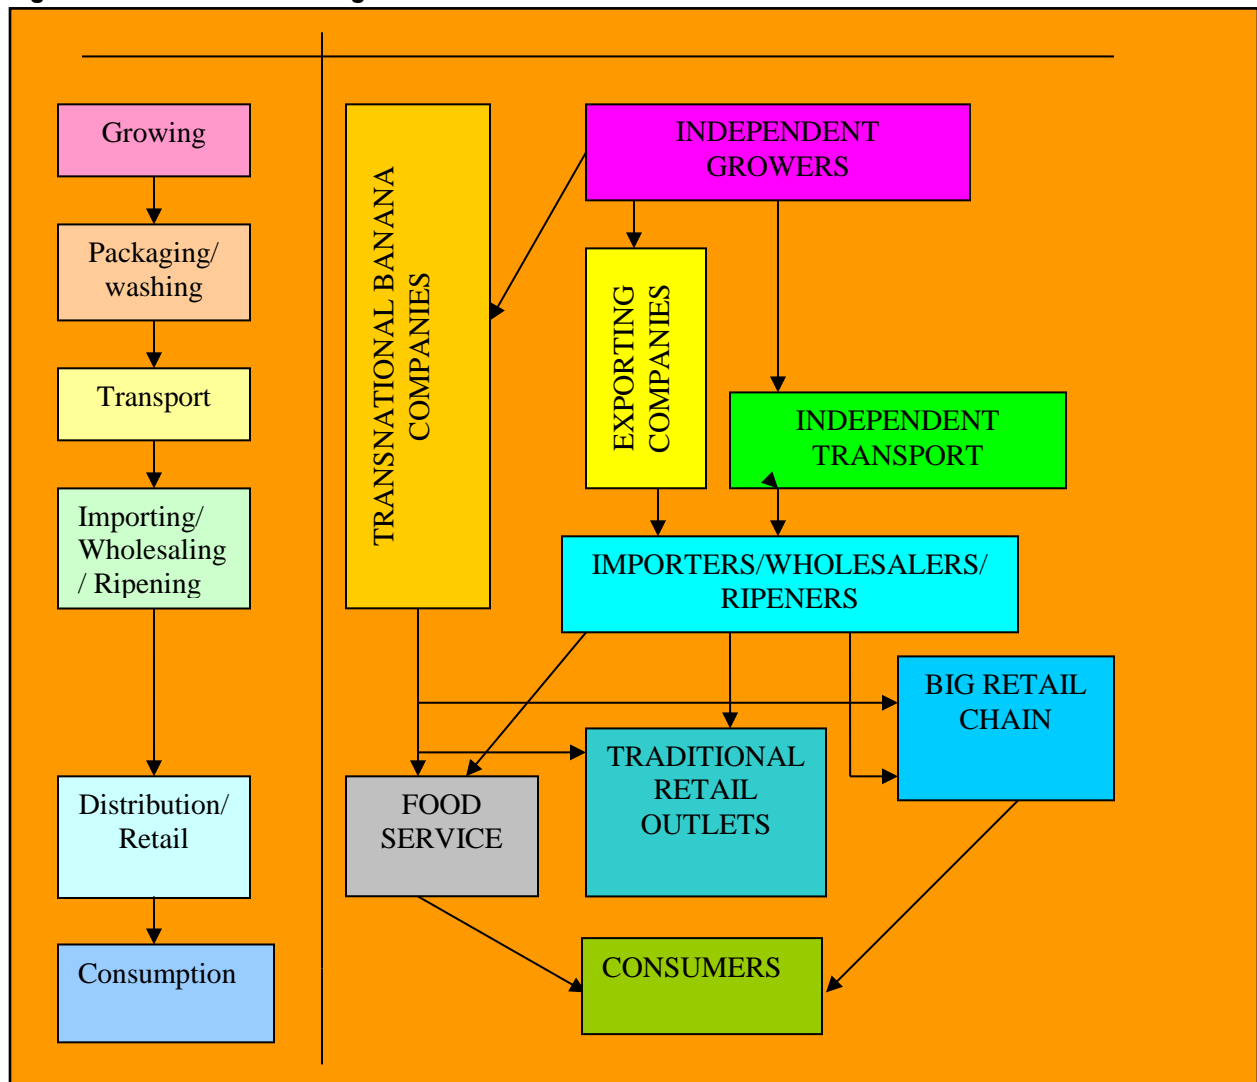 Growing
Packaging/
washing
Transport
Importing/
Wholesaling
/ Ripening
Distribution/
Retail
Consumption
TRANSNATIONAL BANANA
COMPANIES
INDEPENDENT
GROWERS
EXPORTING
COMPANIES
INDEPENDENT
TRANSPORT
IMPORTERS/WHOLESALERS/
RIPENERS
BIG RETAIL
CHAIN
TRADITIONAL
RETAIL
OUTLETS
FOOD
SERVICE
CONSUMERS